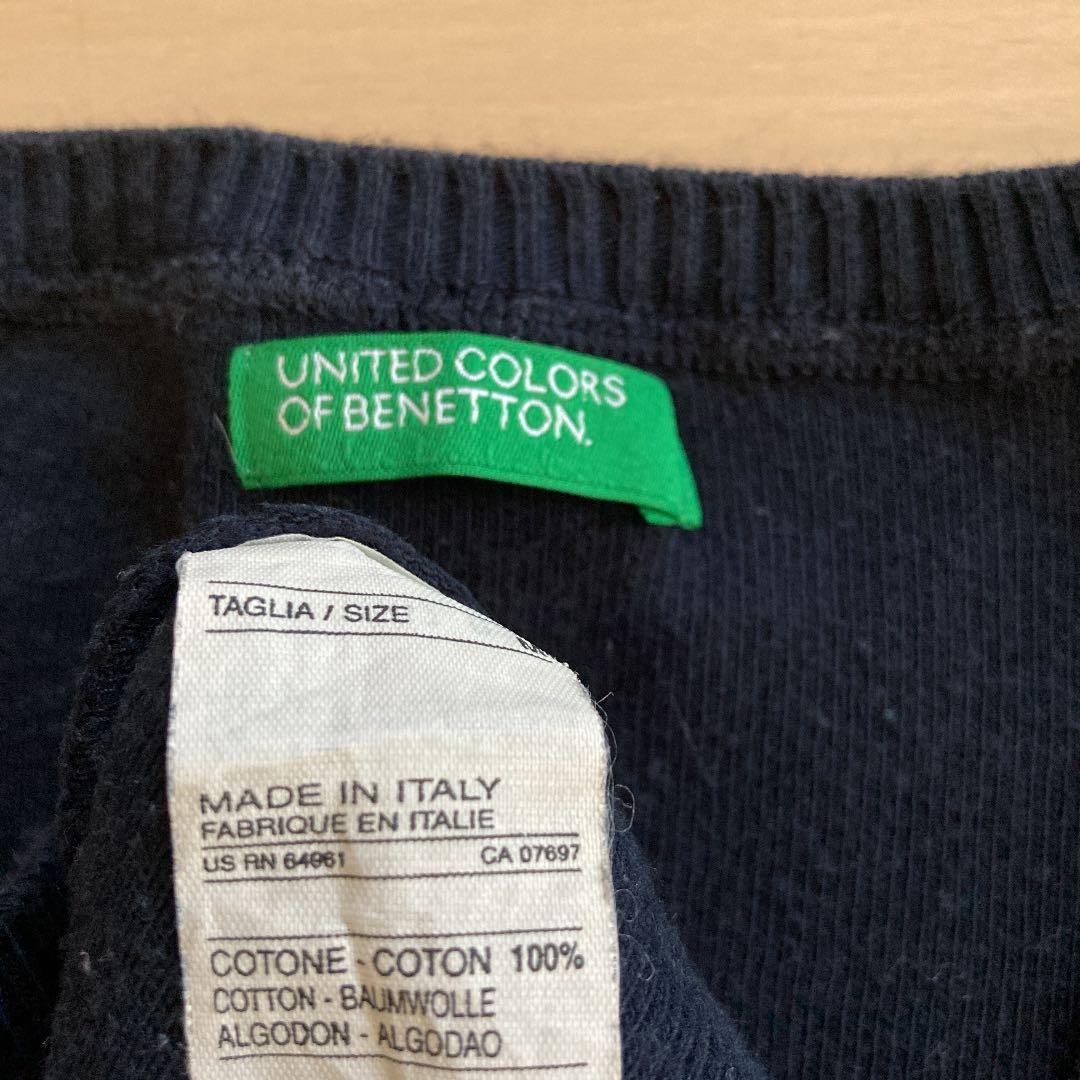 UNITED COLORS
OF BENETTON.
TAGLIA / SIZE
MADE IN ITALY
FABRIQUE EN ITALIE
US RN 64961 CA 07697
COTONE - COTON 100%
COTTON - BAUMWOLLE
ALGODON - ALGODAO